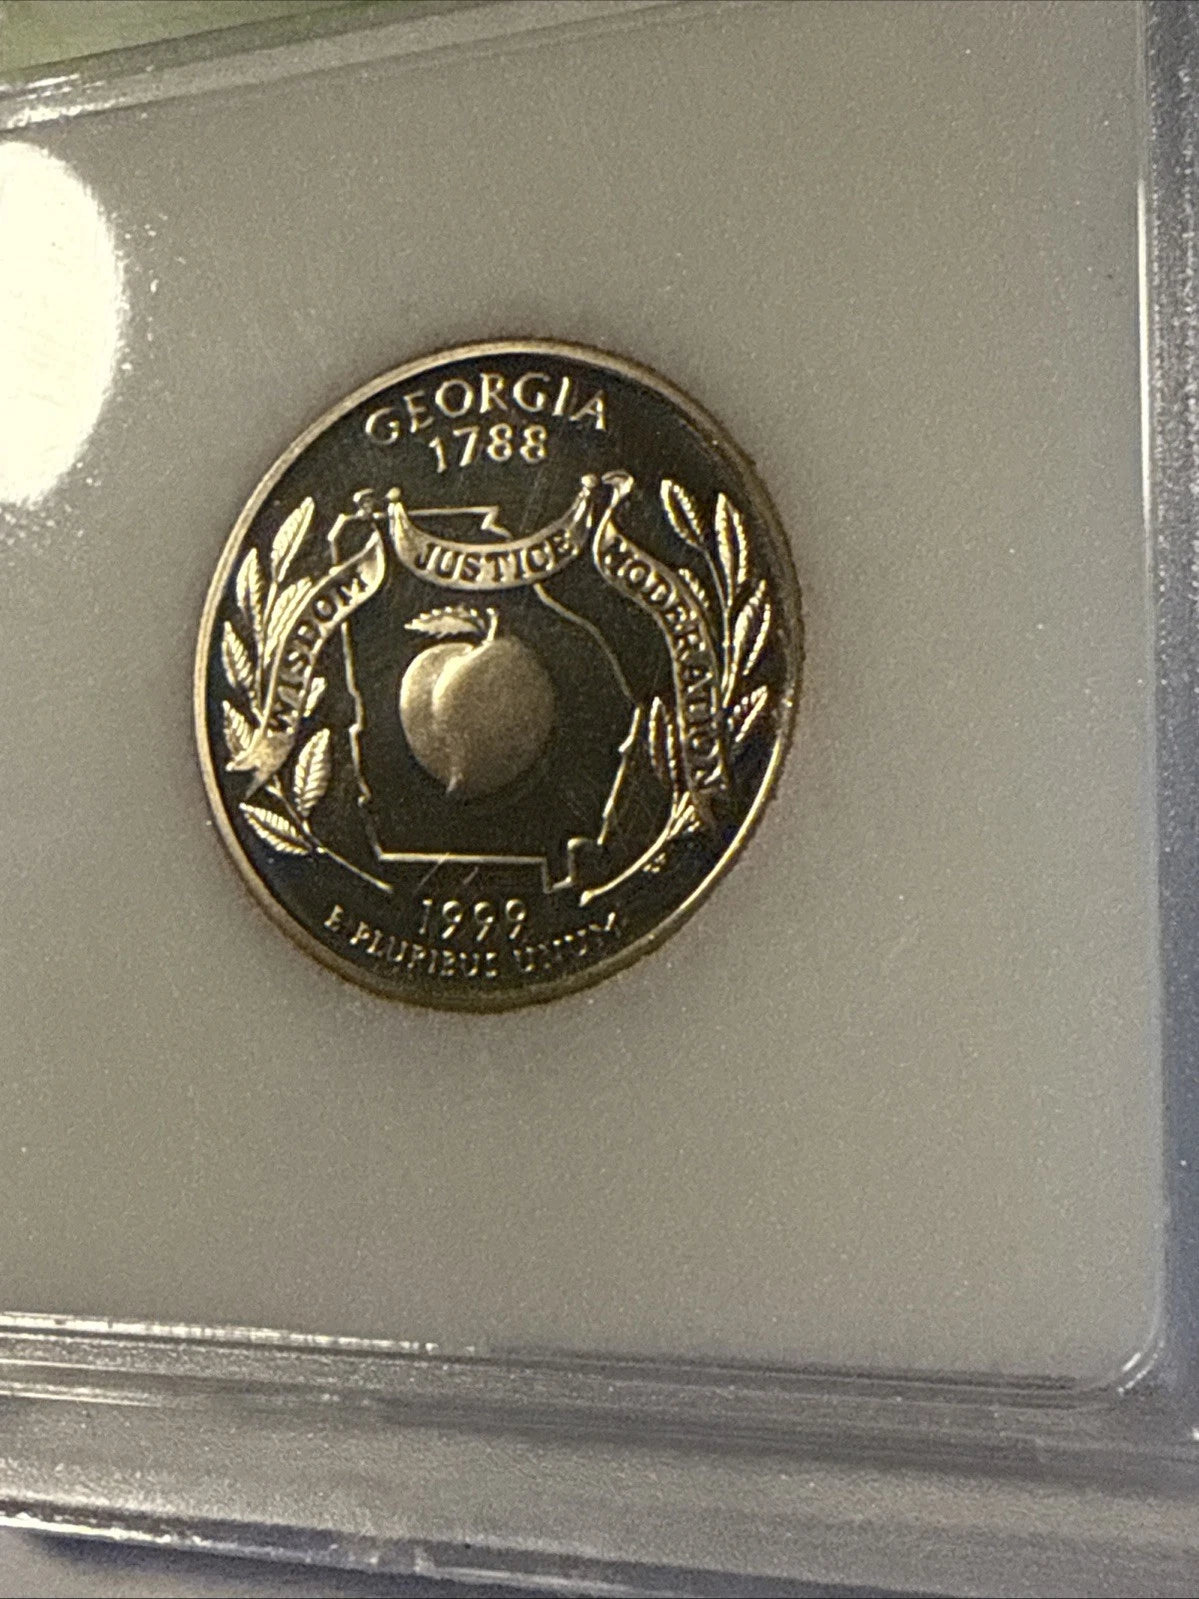 GEORGIA
1788
WISDOM
JUSTICE
MODERATION
1999
E PLURIBUS UNUM